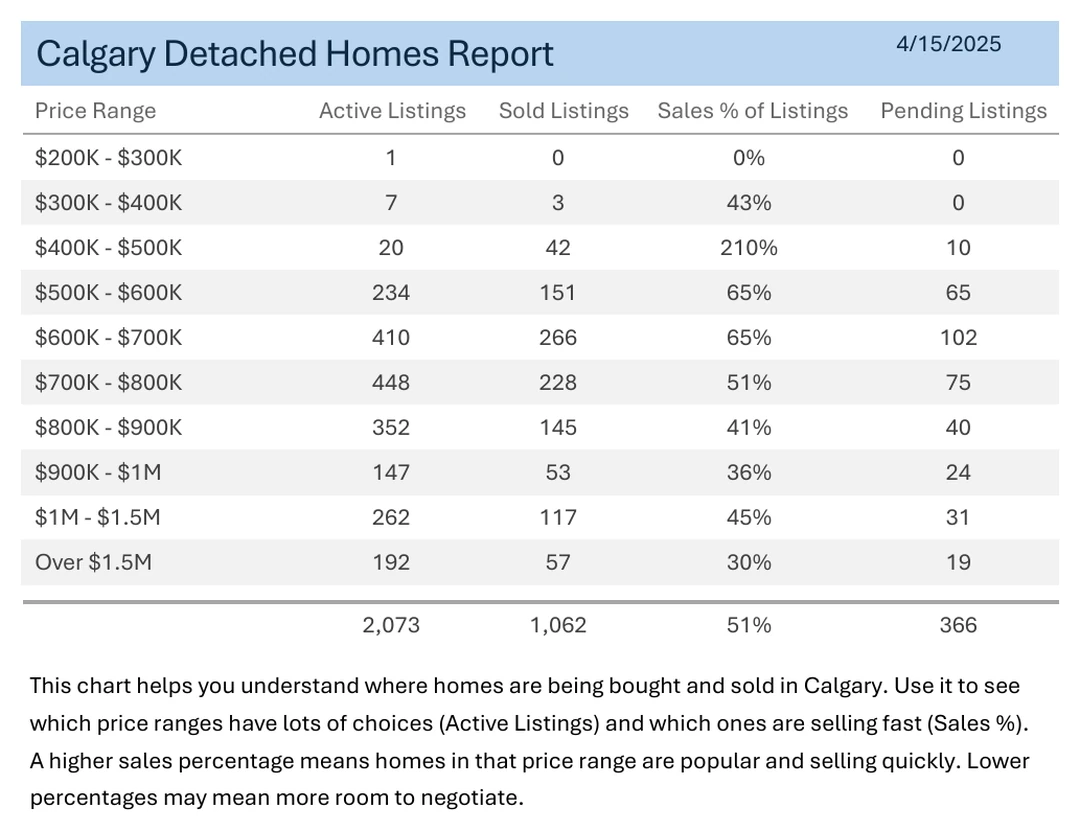 Calgary Detached Homes Report 4/15/2025
Price Range Active Listings Sold Listings Sales % of Listings Pending Listings
$200K - $300K 1 0 0% 0
$300K - $400K 7 3 43% 0
$400K - $500K 20 42 210% 10
$500K - $600K 234 151 65% 65
$600K - $700K 410 266 65% 102
$700K - $800K 448 228 51% 75
$800K - $900K 352 145 41% 40
$900K - $1M 147 53 36% 24
$1M - $1.5M 262 117 45% 31
Over $1.5M 192 57 30% 19
2,073 1,062 51% 366
This chart helps you understand where homes are being bought and sold in Calgary. Use it to see
which price ranges have lots of choices (Active Listings) and which ones are selling fast (Sales %).
A higher sales percentage means homes in that price range are popular and selling quickly. Lower
percentages may mean more room to negotiate.